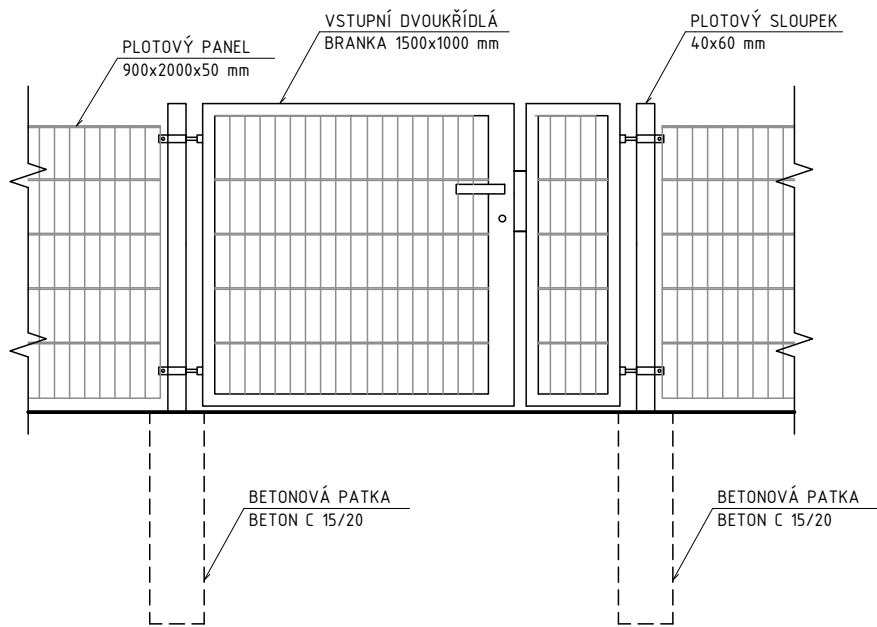 VSTUPNÍ DVOUKŘÍDLÁ
BRANKA 1500x1000 mm
PLOTOVÝ SLOUPEK
40x60 mm
PLOTOVÝ PANEL
900x2000x50 mm
BETONOVÁ PATKA
BETON C 15/20
BETONOVÁ PATKA
BETON C 15/20